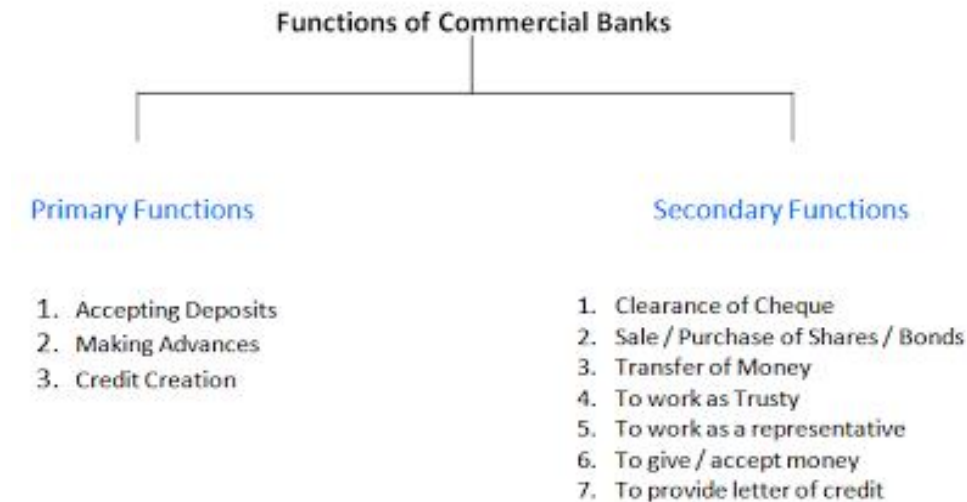 Functions of Commercial Banks
Primary Functions
1. Accepting Deposits
2. Making Advances
3. Credit Creation
Secondary Functions
1. Clearance of Cheque
2. Sale / Purchase of Shares / Bonds
3. Transfer of Money
4. To work as Trusty
5. To work as a representative
6. To give / accept money
7. To provide letter of credit